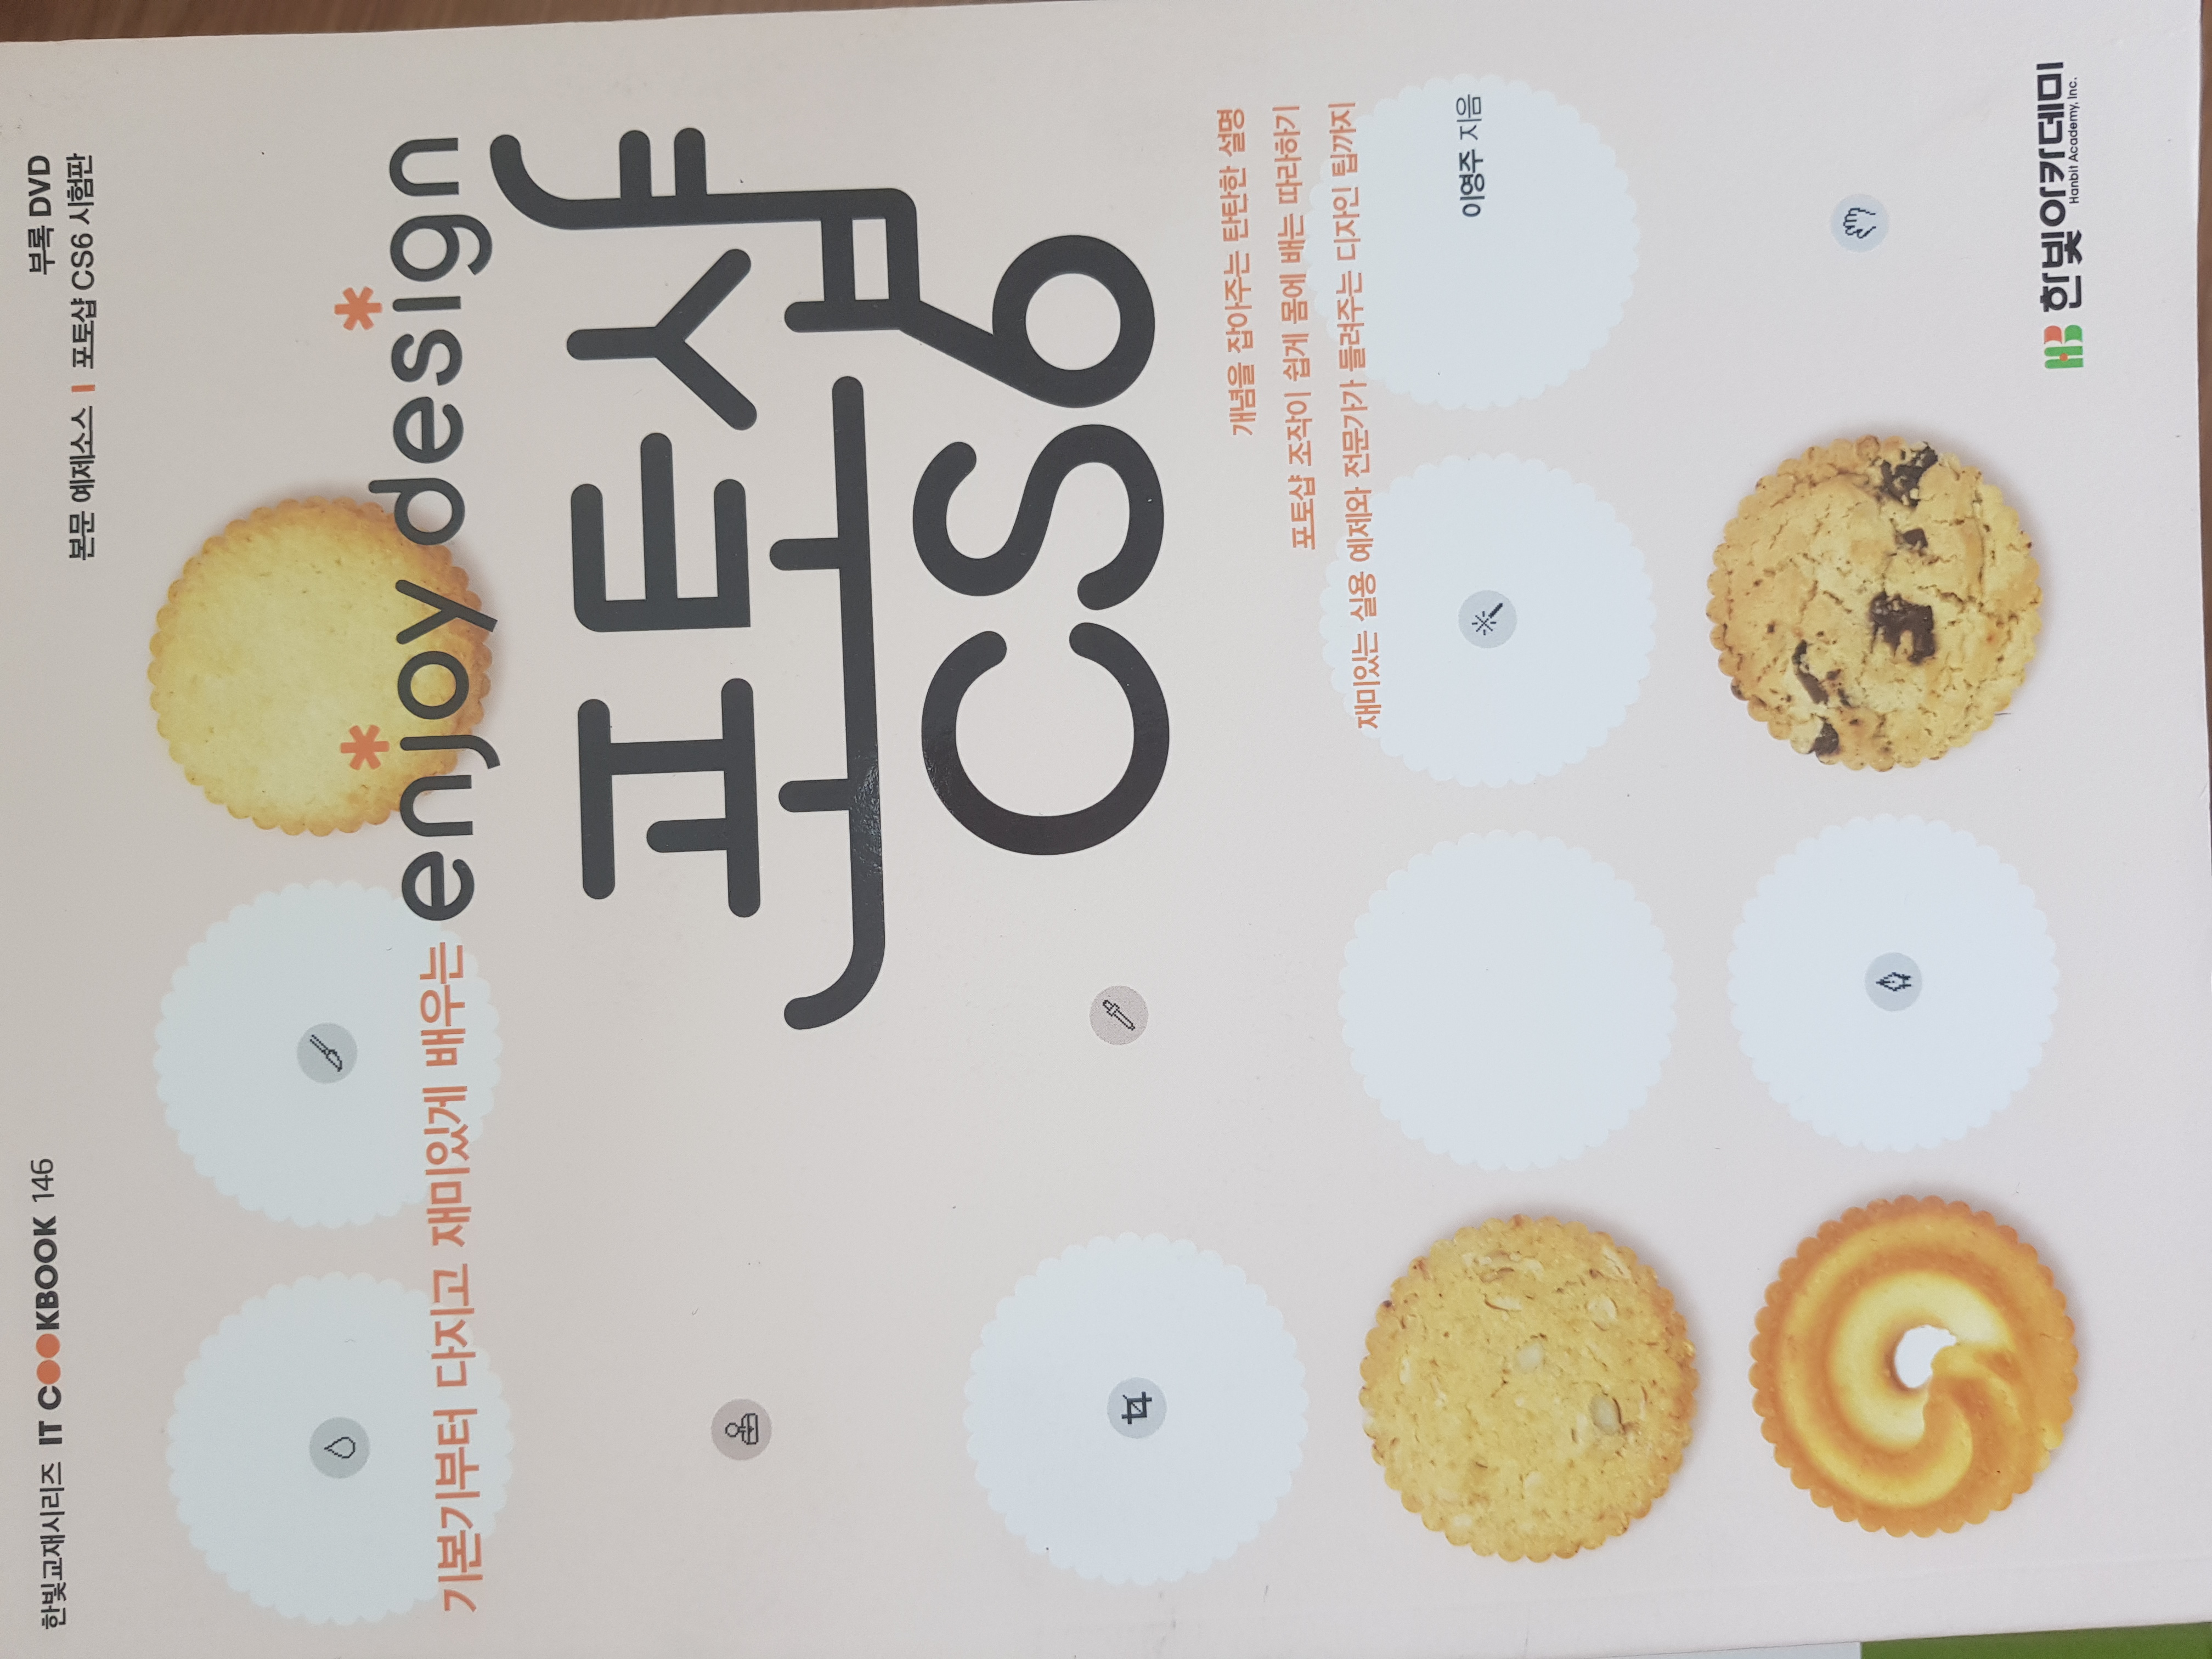 한빛교재시리즈 IT COOKBOOK 146
부록 DVD
본문 예제소스 | 포토샵 CS6 시험판
기본기부터 다지고 재미있게 배우는 enjoy design
포토샵
CS6
개념을 잡아주는 탄탄한 설명
포토샵 조작이 쉽게 몸에 배는 따라하기
재미있는 실용 예제와 전문가가 들려주는 디자인 팁까지
이영주 지음
HB 한빛아카데미
Hanbit Academy, Inc.